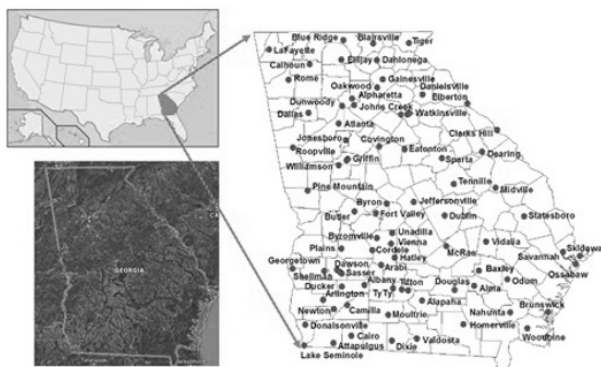 Blue Ridge
Blairsville
Tiger
LaFayette
Calhoun
Ellijay
Dahlonega
Rome
Gainesville
Oakwood
Danielsville
Elberton
Alpharetta
Dunwoody
Johns Creek
Watkinsville
Dallas
Atlanta
Clarks Hill
Jonesboro
Covington
Roopville
Eatonton
Dearing
Griffin
Sparta
Williamson
Tennille
Midville
Pine Mountain
Byron
Jeffersonville
Butler
Fort Valley
Dublin
Statesboro
Unadilla
Byromville
Vienna
Vidalia
Plains
Cordele
McRae
Skidaway
Savannah
Georgetown
Hatley
Dawson
Arabi
Baxley
Ossabaw
Shellman
Sasser
Odum
Ducker
Albany
Tifton
Douglas
Alma
TyTy
Arlington
Alapaha
Brunswick
Newton
Camilla
Moultrie
Nahunta
Donalsonville
Homerville
Woodbine
Cairo
Valdosta
Lake Seminole
Attapulgus
Dixie
GEORGIA